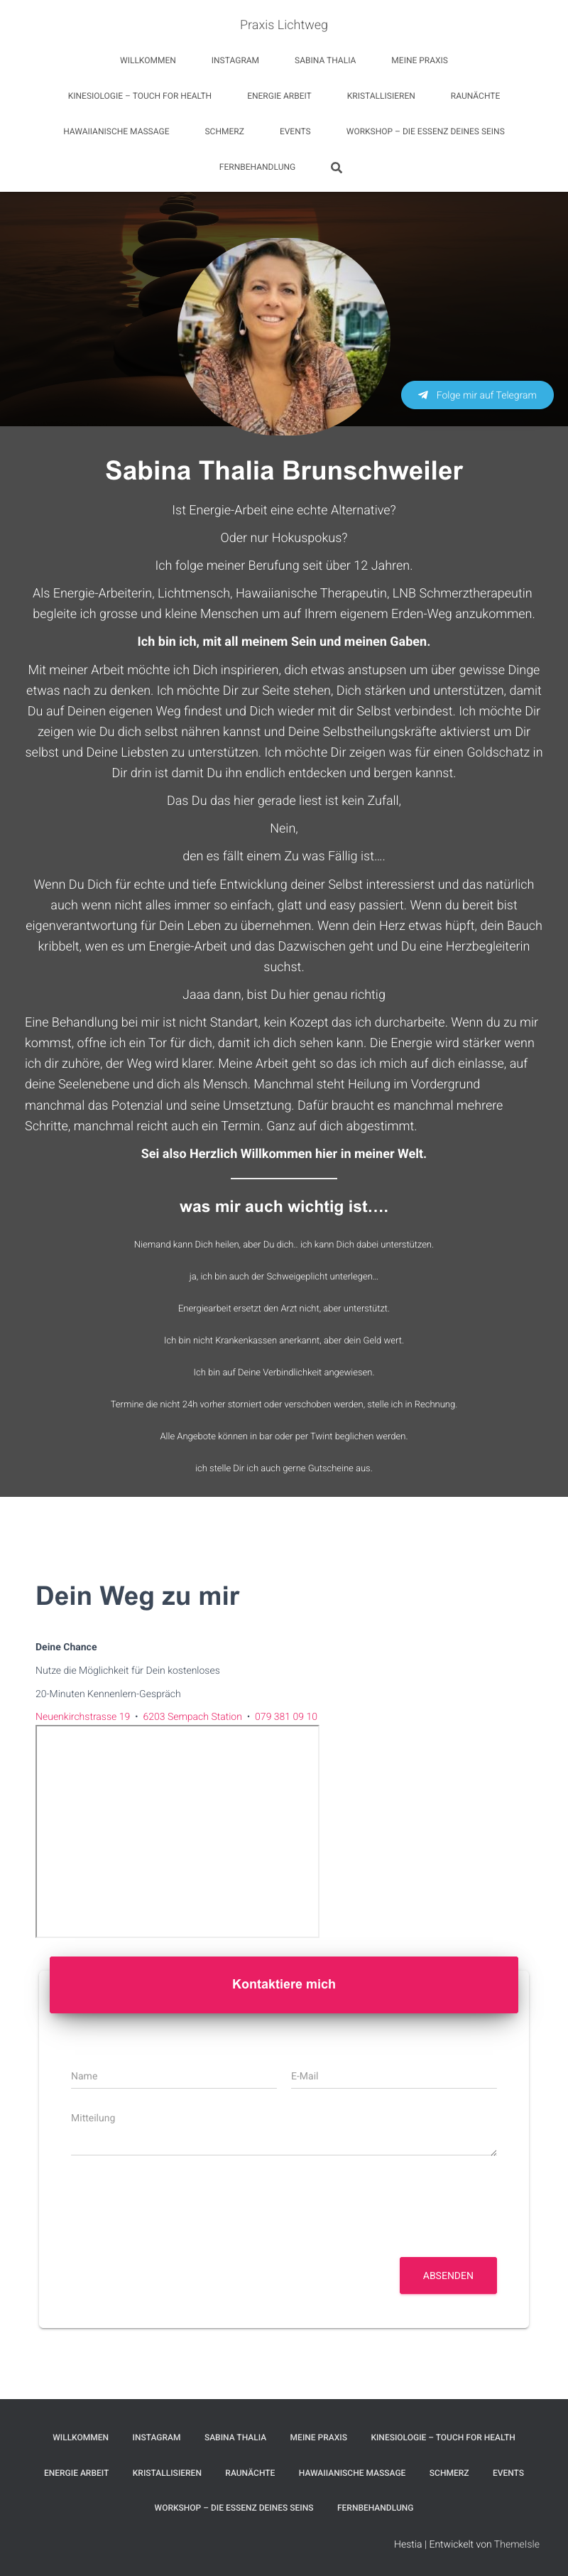 Praxis Lichtweg
WILLKOMMEN INSTAGRAM SABINA THALIA MEINE PRAXIS
KINESIOLOGIE – TOUCH FOR HEALTH ENERGIE ARBEIT KRISTALLISIEREN RAUNÄCHTE
HAWAIIANISCHE MASSAGE SCHMERZ EVENTS WORKSHOP – DIE ESSENZ DEINES SEINS
FERNBEHANDLUNG
Folge mir auf Telegram
Sabina Thalia Brunschweiler
Ist Energie-Arbeit eine echte Alternative?
Oder nur Hokuspokus?
Ich folge meiner Berufung seit über 12 Jahren.
Als Energie-Arbeiterin, Lichtmensch, Hawaiianische Therapeutin, LNB Schmerztherapeutin
begleite ich grosse und kleine Menschen um auf Ihrem eigenem Erden-Weg anzukommen.
Ich bin ich, mit all meinem Sein und meinen Gaben.
Mit meiner Arbeit möchte ich Dich inspirieren, dich etwas anstupsen um über gewisse Dinge
etwas nach zu denken. Ich möchte Dir zur Seite stehen, Dich stärken und unterstützen, damit
Du auf Deinen eigenen Weg findest und Dich wieder mit dir Selbst verbindest. Ich möchte Dir
zeigen wie Du dich selbst nähren kannst und Deine Selbstheilungskräfte aktivierst um Dir
selbst und Deine Liebsten zu unterstützen. Ich möchte Dir zeigen was für einen Goldschatz in
Dir drin ist damit Du ihn endlich entdecken und bergen kannst.
Das Du das hier gerade liest ist kein Zufall,
Nein,
den es fällt einem Zu was Fällig ist….
Wenn Du Dich für echte und tiefe Entwicklung deiner Selbst interessierst und das natürlich
auch wenn nicht alles immer so einfach, glatt und easy passiert. Wenn du bereit bist
eigenverantwortung für Dein Leben zu übernehmen. Wenn dein Herz etwas hüpft, dein Bauch
kribbelt, wen es um Energie-Arbeit und das Dazwischen geht und Du eine Herzbegleiterin
suchst.
Jaaa dann, bist Du hier genau richtig
Eine Behandlung bei mir ist nicht Standart, kein Kozept das ich durcharbeite. Wenn du zu mir
kommst, offne ich ein Tor für dich, damit ich dich sehen kann. Die Energie wird stärker wenn
ich dir zuhöre, der Weg wird klarer. Meine Arbeit geht so das ich mich auf dich einlasse, auf
deine Seelenebene und dich als Mensch. Manchmal steht Heilung im Vordergrund
manchmal das Potenzial und seine Umsetztung. Dafür braucht es manchmal mehrere
Schritte, manchmal reicht auch ein Termin. Ganz auf dich abgestimmt.
Sei also Herzlich Willkommen hier in meiner Welt.
was mir auch wichtig ist….
Niemand kann Dich heilen, aber Du dich.. ich kann Dich dabei unterstützen.
ja, ich bin auch der Schweigeplicht unterlegen…
Energiearbeit ersetzt den Arzt nicht, aber unterstützt.
Ich bin nicht Krankenkassen anerkannt, aber dein Geld wert.
Ich bin auf Deine Verbindlichkeit angewiesen.
Termine die nicht 24h vorher storniert oder verschoben werden, stelle ich in Rechnung.
Alle Angebote können in bar oder per Twint beglichen werden.
ich stelle Dir ich auch gerne Gutscheine aus.
Dein Weg zu mir
Deine Chance
Nutze die Möglichkeit für Dein kostenloses
20-Minuten Kennenlern-Gespräch
Neuenkirchstrasse 19 • 6203 Sempach Station • 079 381 09 10
Kontaktiere mich
Name E-Mail
Mitteilung
ABSENDEN
WILLKOMMEN INSTAGRAM SABINA THALIA MEINE PRAXIS KINESIOLOGIE – TOUCH FOR HEALTH
ENERGIE ARBEIT KRISTALLISIEREN RAUNÄCHTE HAWAIIANISCHE MASSAGE SCHMERZ EVENTS
WORKSHOP – DIE ESSENZ DEINES SEINS FERNBEHANDLUNG
Hestia | Entwickelt von ThemeIsle